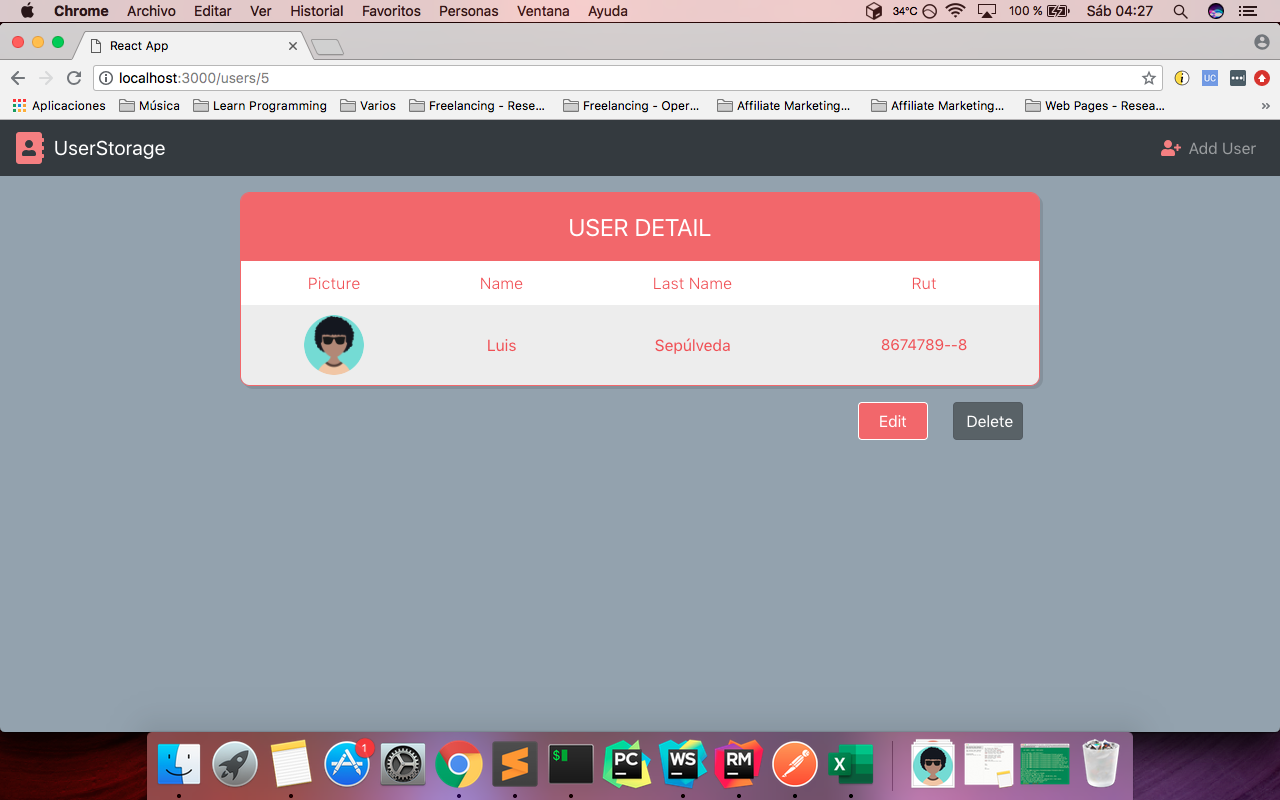 Chrome Archivo Editar Ver Historial Favoritos Personas Ventana Ayuda 34°C 100 % Sáb 04:27
React App
localhost:3000/users/5 UC
Aplicaciones Música Learn Programming Varios Freelancing - Rese... Freelancing - Oper... Affiliate Marketing... Affiliate Marketing... Web Pages - Resea... »
UserStorage Add User
USER DETAIL
Picture Name Last Name Rut
Luis Sepúlveda 8674789--8
Edit Delete
1 $ PC WS RM X